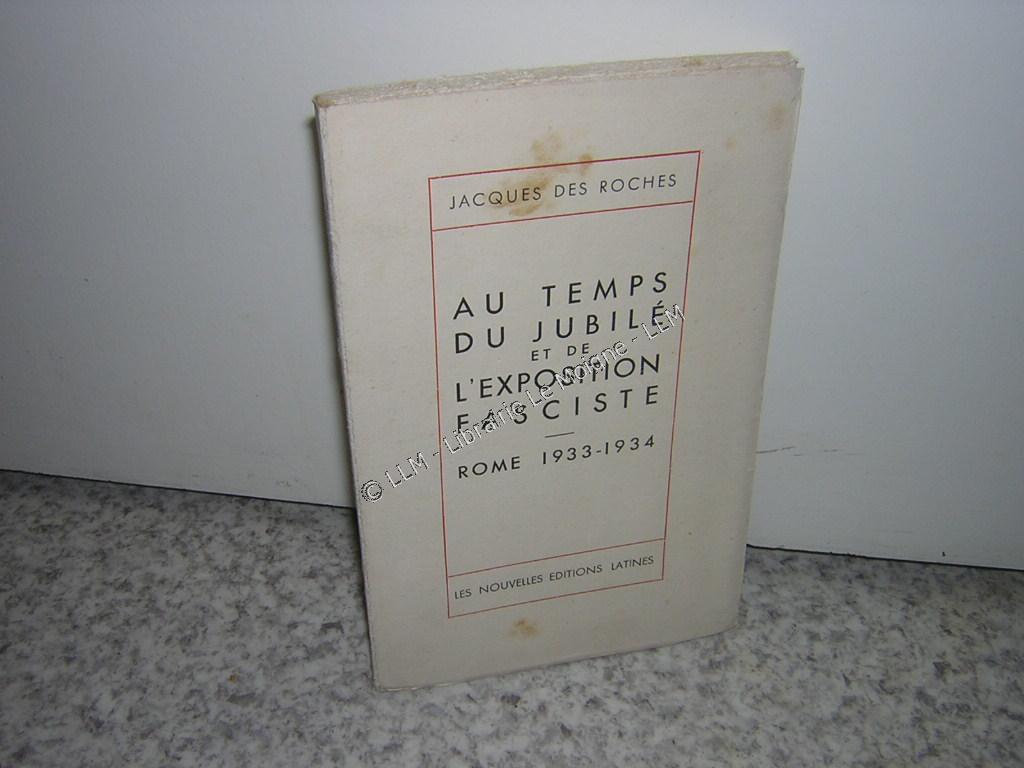 JACQUES DES ROCHES
AU TEMPS
DU JUBILÉ
ET DE
L'EXPOSITION
FASCISTE
ROME 1933-1934
LES NOUVELLES EDITIONS LATINES
© LLM - Librairie Le Moigne - LLM